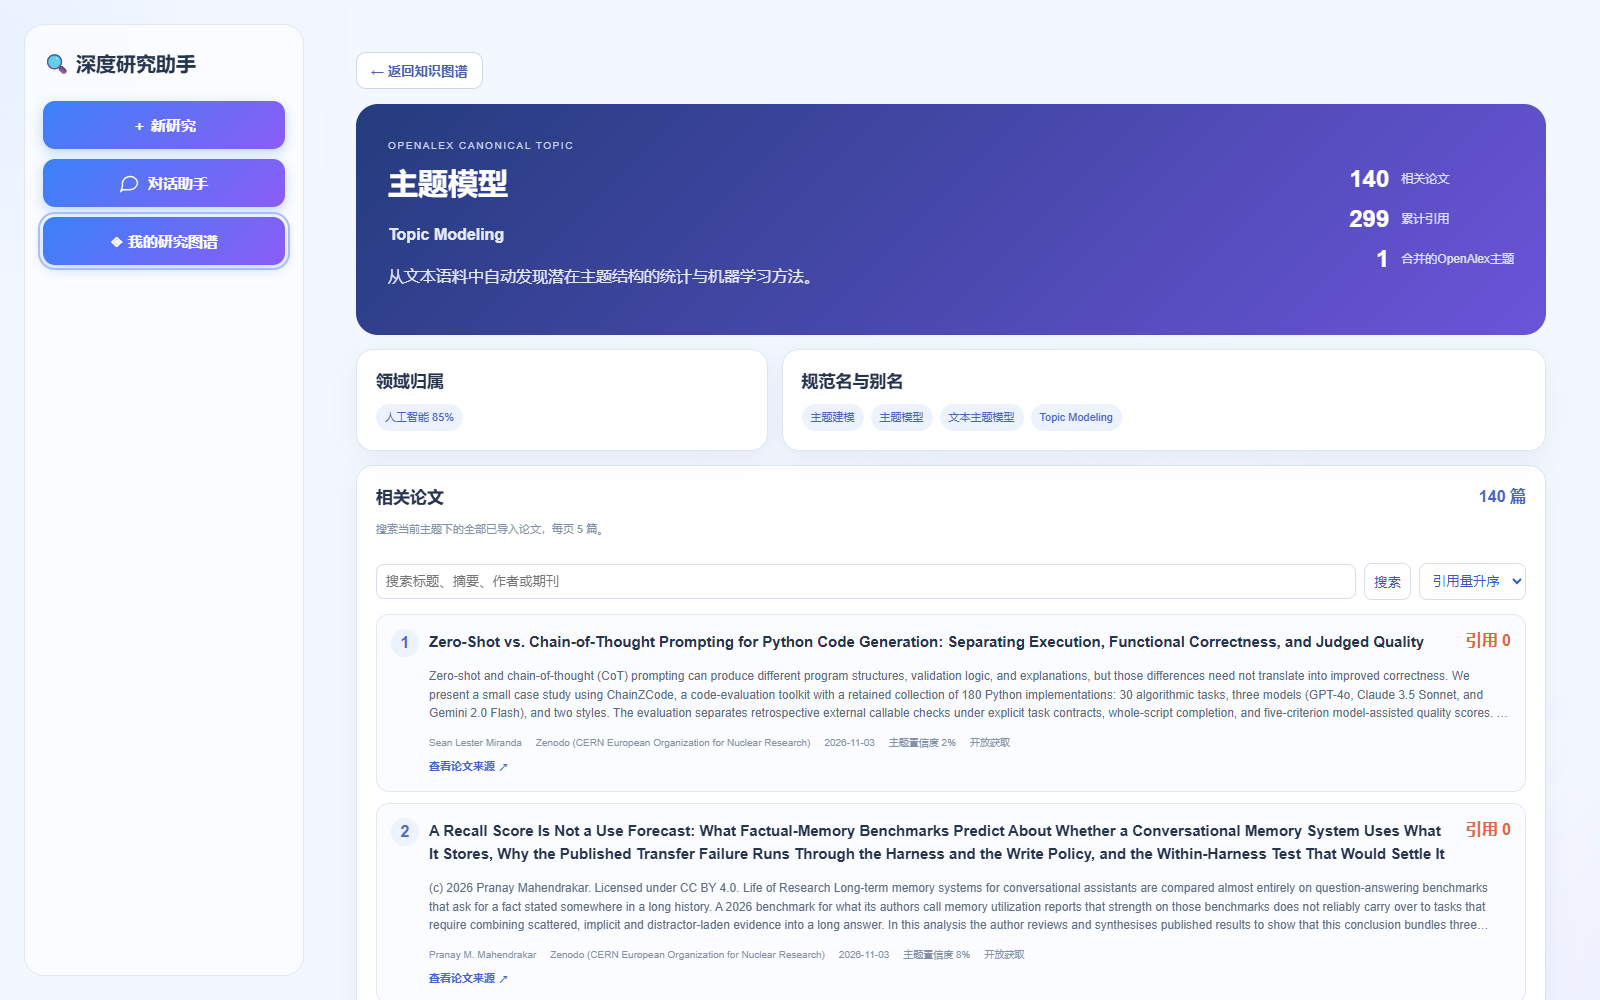 🔍 深度研究助手
+ 新研究
对话助手
❖ 我的研究图谱
← 返回知识图谱
OPENALEX CANONICAL TOPIC
主题模型
Topic Modeling
从文本语料中自动发现潜在主题结构的统计与机器学习方法。
140 相关论文
299 累计引用
1 合并的OpenAlex主题
领域归属
人工智能 85%
规范名与别名
主题建模 主题模型 文本主题模型 Topic Modeling
相关论文
140 篇
搜索当前主题下的全部已导入论文，每页 5 篇。
搜索标题、摘要、作者或期刊
搜索
引用量升序
1 Zero-Shot vs. Chain-of-Thought Prompting for Python Code Generation: Separating Execution, Functional Correctness, and Judged Quality
引用 0
Zero-shot and chain-of-thought (CoT) prompting can produce different program structures, validation logic, and explanations, but those differences need not translate into improved correctness. We
present a small case study using ChainZCode, a code-evaluation toolkit with a retained collection of 180 Python implementations: 30 algorithmic tasks, three models (GPT-4o, Claude 3.5 Sonnet, and
Gemini 2.0 Flash), and two styles. The evaluation separates retrospective external callable checks under explicit task contracts, whole-script completion, and five-criterion model-assisted quality scores. …
Sean Lester Miranda Zenodo (CERN European Organization for Nuclear Research) 2026-11-03 主题置信度 2% 开放获取
查看论文来源 ↗
2 A Recall Score Is Not a Use Forecast: What Factual-Memory Benchmarks Predict About Whether a Conversational Memory System Uses What
It Stores, Why the Published Transfer Failure Runs Through the Harness and the Write Policy, and the Within-Harness Test That Would Settle It
引用 0
(c) 2026 Pranay Mahendrakar. Licensed under CC BY 4.0. Life of Research Long-term memory systems for conversational assistants are compared almost entirely on question-answering benchmarks
that ask for a fact stated somewhere in a long history. A 2026 benchmark for what its authors call memory utilization reports that strength on those benchmarks does not reliably carry over to tasks that
require combining scattered, implicit and distractor-laden evidence into a long answer. In this analysis the author reviews and synthesises published results to show that this conclusion bundles three…
Pranay M. Mahendrakar Zenodo (CERN European Organization for Nuclear Research) 2026-11-03 主题置信度 8% 开放获取
查看论文来源 ↗